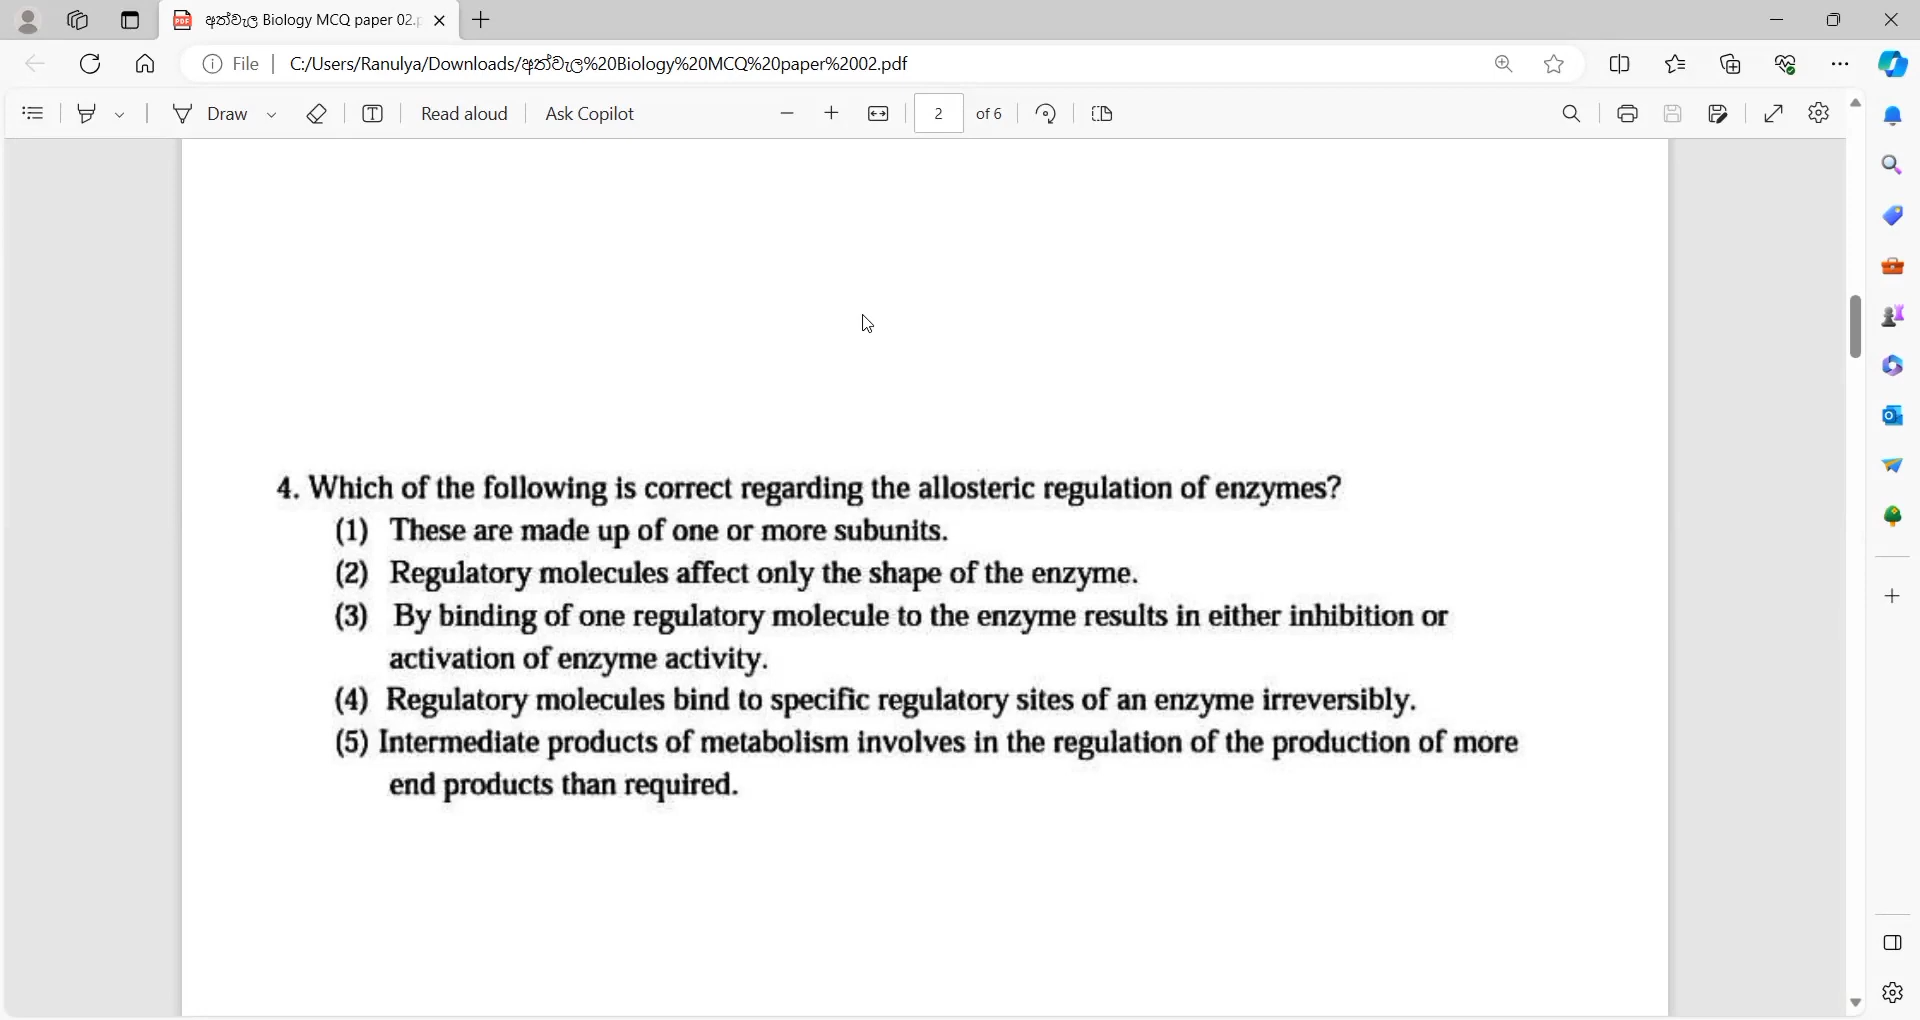 අත්වැල Biology MCQ paper 02.p
File
C:/Users/Ranulya/Downloads/අත්වැල%20Biology%20MCQ%20paper%2002.pdf
Draw
Read aloud
Ask Copilot
2
of 6
4. Which of the following is correct regarding the allosteric regulation of enzymes?
(1) These are made up of one or more subunits.
(2) Regulatory molecules affect only the shape of the enzyme.
(3) By binding of one regulatory molecule to the enzyme results in either inhibition or
activation of enzyme activity.
(4) Regulatory molecules bind to specific regulatory sites of an enzyme irreversibly.
(5) Intermediate products of metabolism involves in the regulation of the production of more
end products than required.